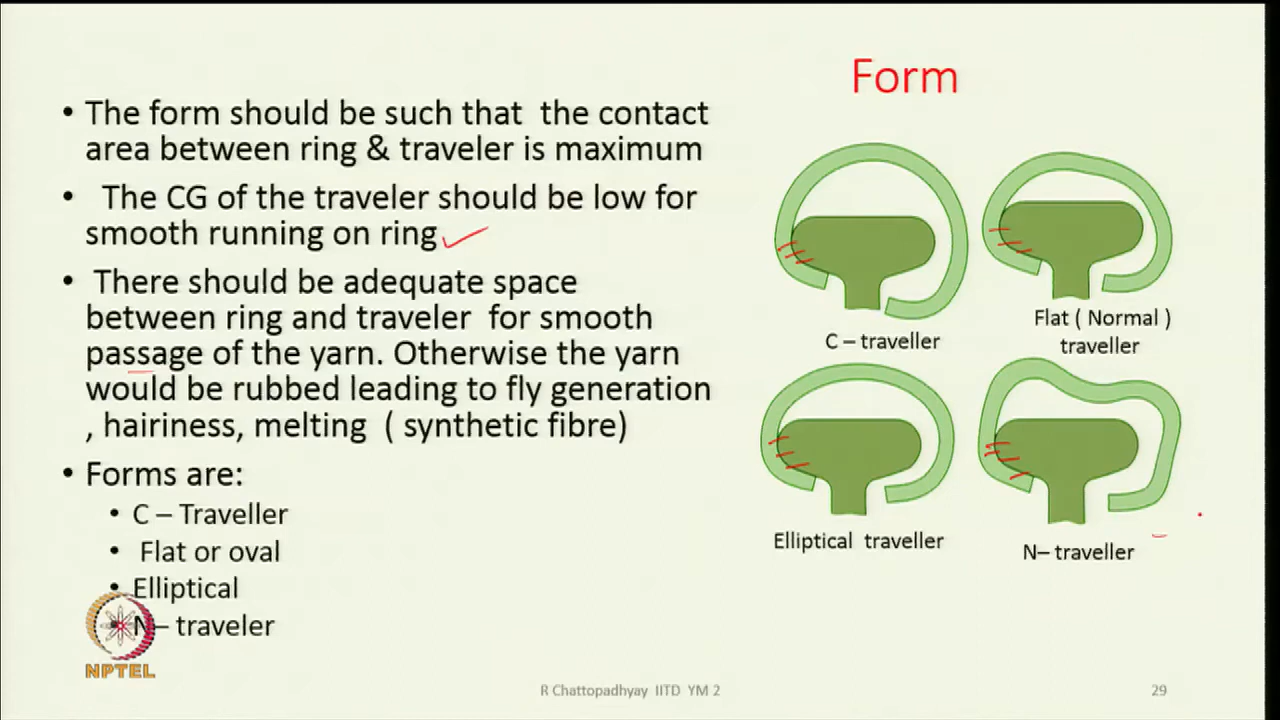 Form
• The form should be such that the contact
area between ring & traveler is maximum
• The CG of the traveler should be low for
smooth running on ring
• There should be adequate space
between ring and traveler for smooth
passage of the yarn. Otherwise the yarn
would be rubbed leading to fly generation
, hairiness, melting ( synthetic fibre)
• Forms are:
• C – Traveller
• Flat or oval
• Elliptical
• N – traveler
C – traveller
Flat ( Normal )
traveller
Elliptical traveller
N– traveller
NPTEL
R Chattopadhyay IITD YM 2
29